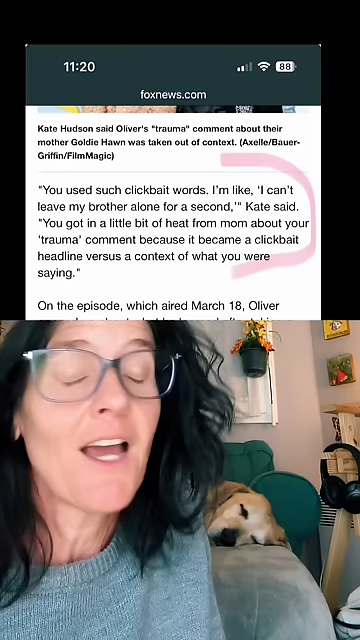 11:20
88
foxnews.com
Kate Hudson said Oliver's "trauma" comment about their
mother Goldie Hawn was taken out of context. (Axelle/Bauer-
Griffin/FilmMagic)
"You used such clickbait words. I'm like, 'I can't
leave my brother alone for a second,'" Kate said.
"You got in a little bit of heat from mom about your
'trauma' comment because it became a clickbait
headline versus a context of what you were
saying."
On the episode, which aired March 18, Oliver